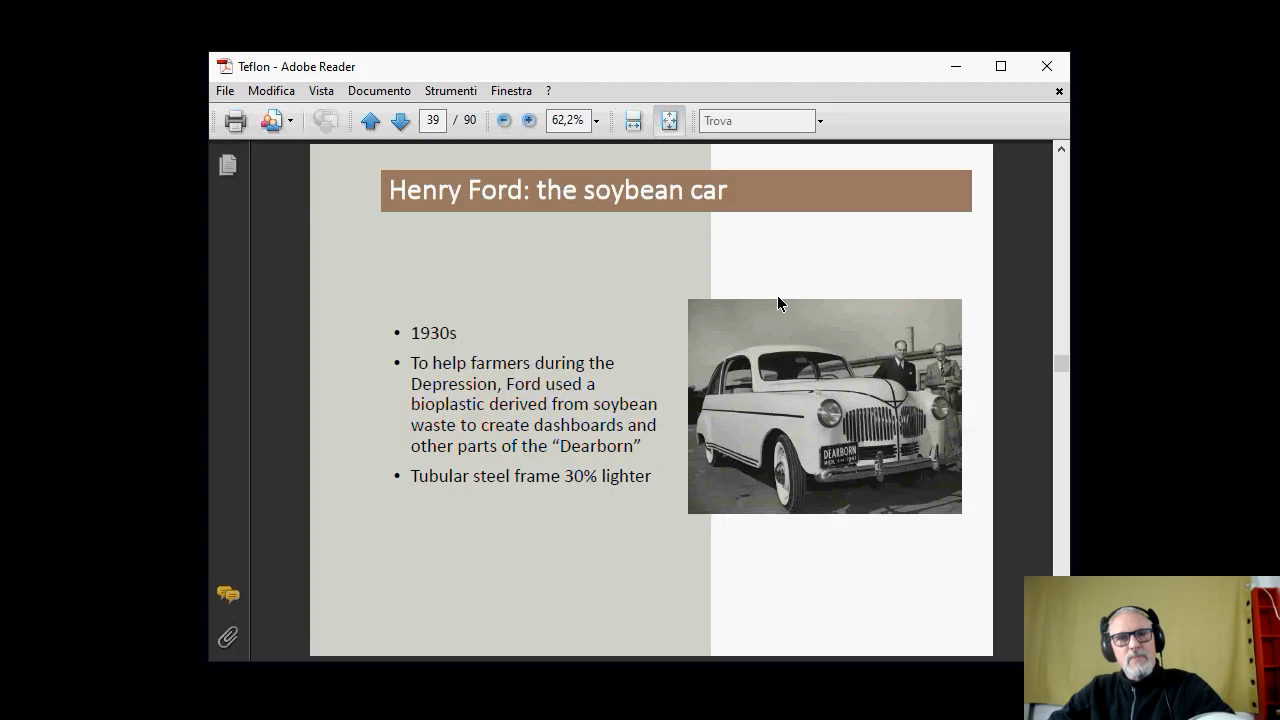 Teflon - Adobe Reader
File Modifica Vista Documento Strumenti Finestra ?
39 / 90 62,2% Trova
Henry Ford: the soybean car
• 1930s
• To help farmers during the
Depression, Ford used a
bioplastic derived from soybean
waste to create dashboards and
other parts of the “Dearborn”
• Tubular steel frame 30% lighter
DEARBORN